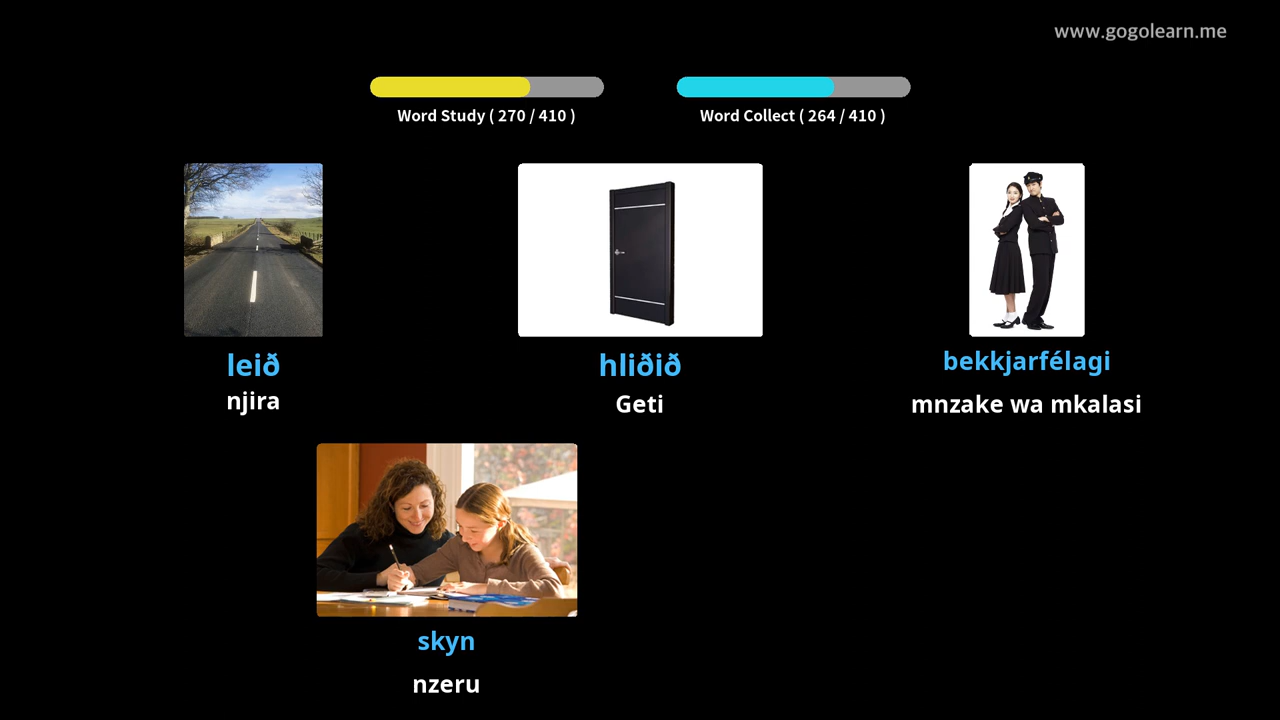 www.gogolearn.me
Word Study ( 270 / 410 )
Word Collect ( 264 / 410 )
leið
njira
hliðið
Geti
bekkjarfélagi
mnzake wa mkalasi
skyn
nzeru